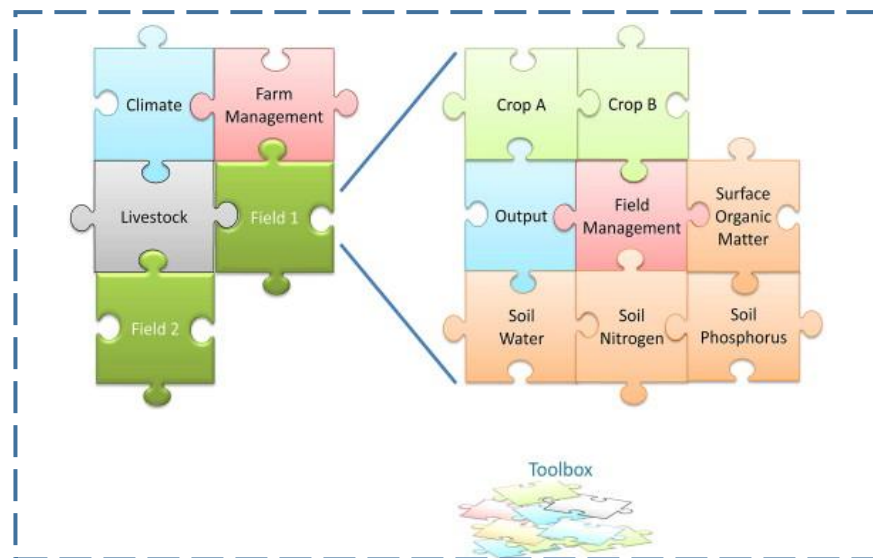 Climate
Farm
Management
Livestock
Field 1
Field 2
Crop A
Crop B
Output
Field
Management
Surface
Organic
Matter
Soil
Water
Soil
Nitrogen
Soil
Phosphorus
Toolbox